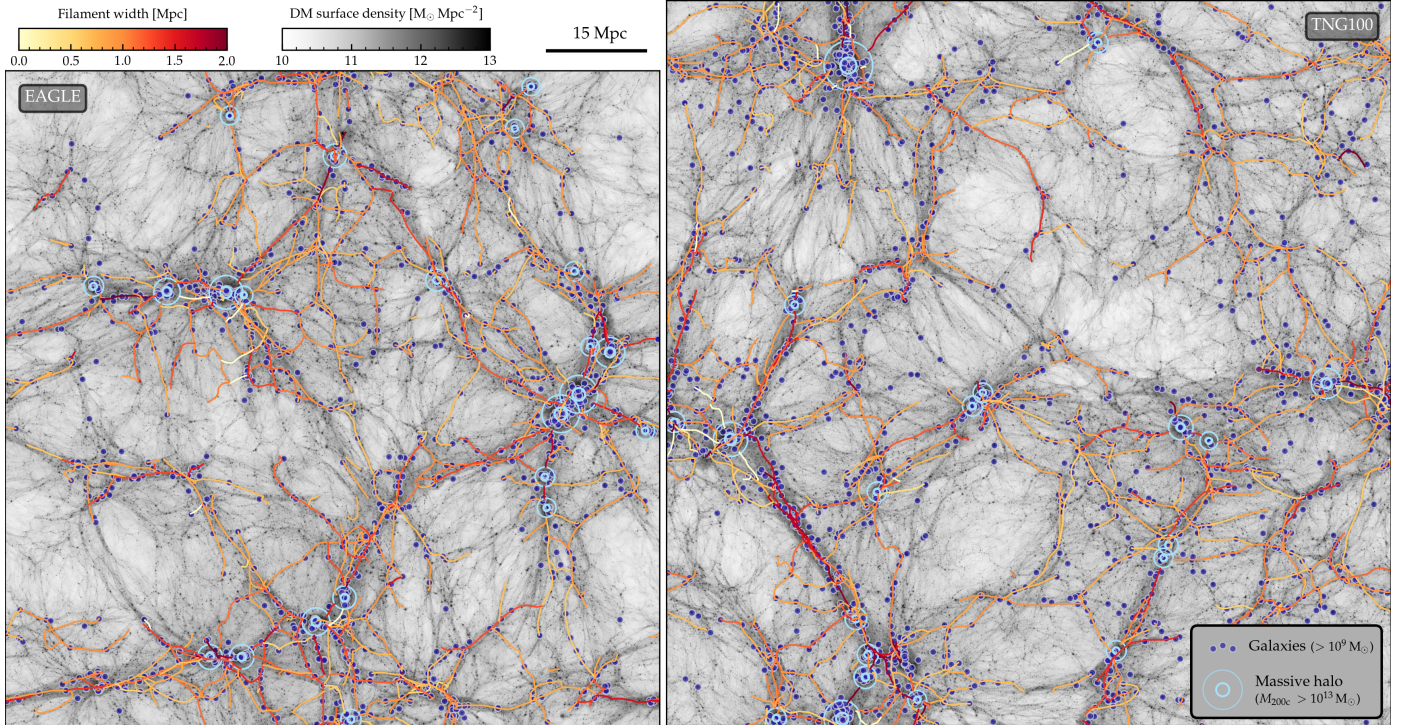 Filament width [Mpc]
DM surface density [M⊙ Mpc⁻²]
0.0 0.5 1.0 1.5 2.0
10 11 12 13
15 Mpc
EAGLE
TNG100
Galaxies (> 10⁹ M⊙)
Massive halo
(M₂₀₀c > 10¹³ M⊙)